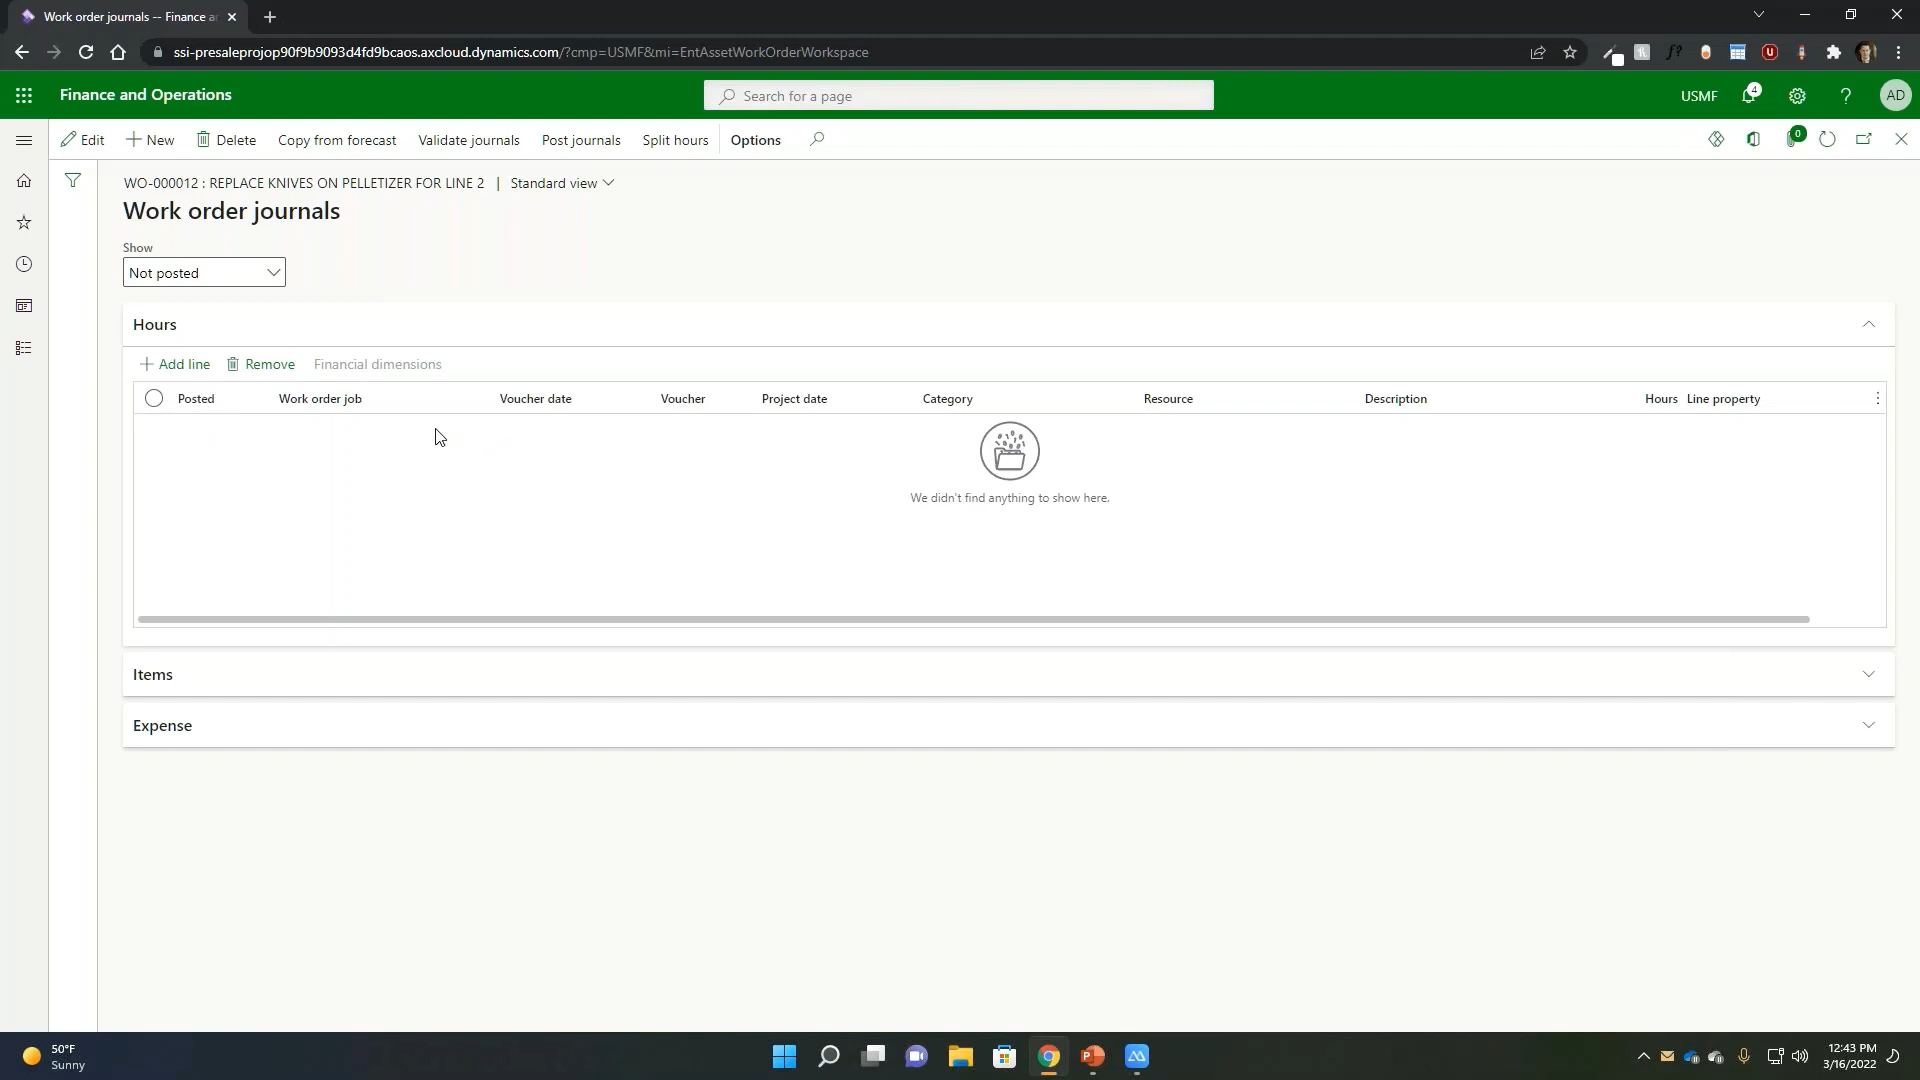 Work order journals -- Finance an
ssi-presaleprojop90f9b9093d4fd9bcaos.axcloud.dynamics.com/?cmp=USMF&mi=EntAssetWorkOrderWorkspace
Finance and Operations
Search for a page
USMF
4
?
AD
Edit
New
Delete
Copy from forecast
Validate journals
Post journals
Split hours
Options
0
WO-000012 : REPLACE KNIVES ON PELLETIZER FOR LINE 2 | Standard view
Work order journals
Show
Not posted
Hours
Add line
Remove
Financial dimensions
Posted
Work order job
Voucher date
Voucher
Project date
Category
Resource
Description
Hours
Line property
We didn't find anything to show here.
Items
Expense
50°F
Sunny
12:43 PM
3/16/2022